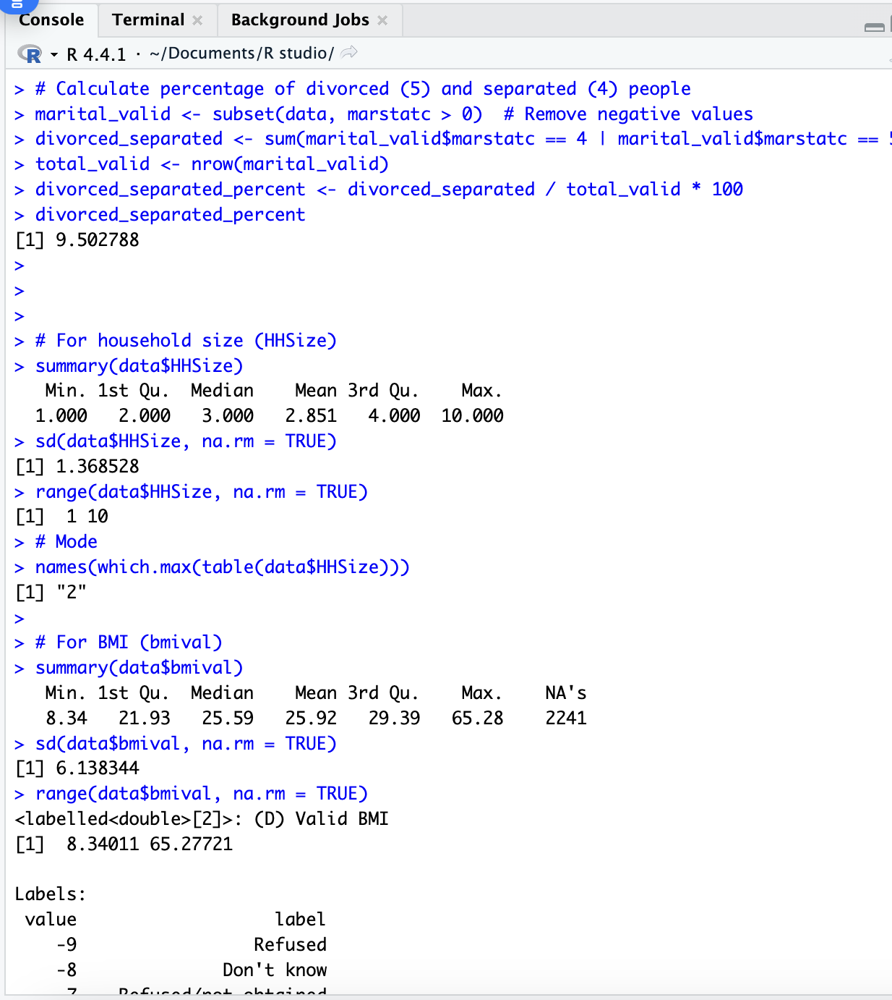 Console Terminal × Background Jobs ×
R 4.4.1 · ~/Documents/R studio/
> # Calculate percentage of divorced (5) and separated (4) people
> marital_valid <- subset(data, marstatc > 0)  # Remove negative values
> divorced_separated <- sum(marital_valid$marstatc == 4 | marital_valid$marstatc ==
> total_valid <- nrow(marital_valid)
> divorced_separated_percent <- divorced_separated / total_valid * 100
> divorced_separated_percent
[1] 9.502788
>
>
>
> # For household size (HHSize)
> summary(data$HHSize)
   Min. 1st Qu.  Median    Mean 3rd Qu.    Max.
  1.000   2.000   3.000   2.851   4.000  10.000
> sd(data$HHSize, na.rm = TRUE)
[1] 1.368528
> range(data$HHSize, na.rm = TRUE)
[1]  1 10
> # Mode
> names(which.max(table(data$HHSize)))
[1] "2"
>
> # For BMI (bmival)
> summary(data$bmival)
   Min. 1st Qu.  Median    Mean 3rd Qu.    Max.    NA's
   8.34   21.93   25.59   25.92   29.39   65.28    2241
> sd(data$bmival, na.rm = TRUE)
[1] 6.138344
> range(data$bmival, na.rm = TRUE)
<labelled<double>[2]>: (D) Valid BMI
[1]  8.34011 65.27721
Labels:
 value                   label
    -9                 Refused
    -8              Don't know
    -7    Refused/not obtained